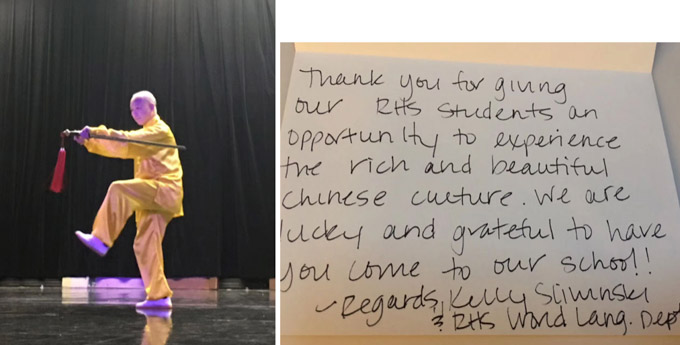 Thank you for giving
our RHS students an
opportunity to experience
the rich and beautiful
chinese culture. We are
lucky and grateful to have
you come to our school!!
~Regards, Kelly Sliwinski
& RHS World Lang. Dept